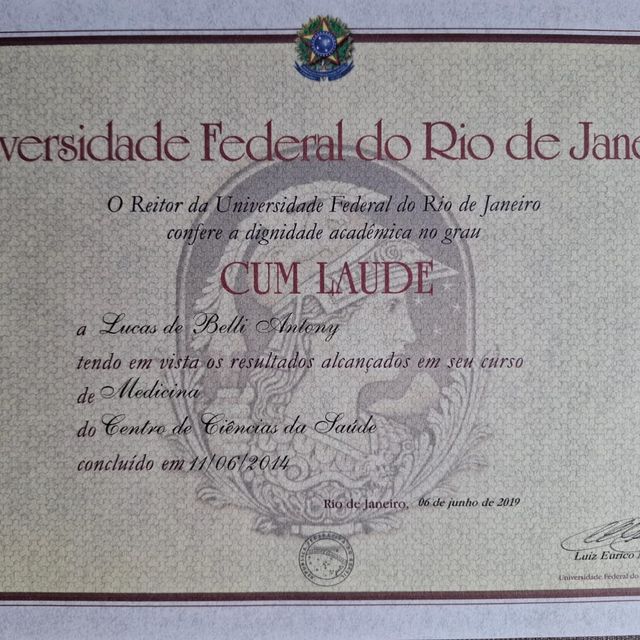 versidade Federal do Rio de Jane
O Reitor da Universidade Federal do Rio de Janeiro
confere a dignidade acadêmica no grau
CUM LAUDE
a Lucas de Belli Antony
tendo em vista os resultados alcançados em seu curso
de Medicina
do Centro de Ciências da Saúde
concluído em 11/06/2014
Rio de Janeiro, 06 de junho de 2019
Luiz Eurico
Universidade Federal do